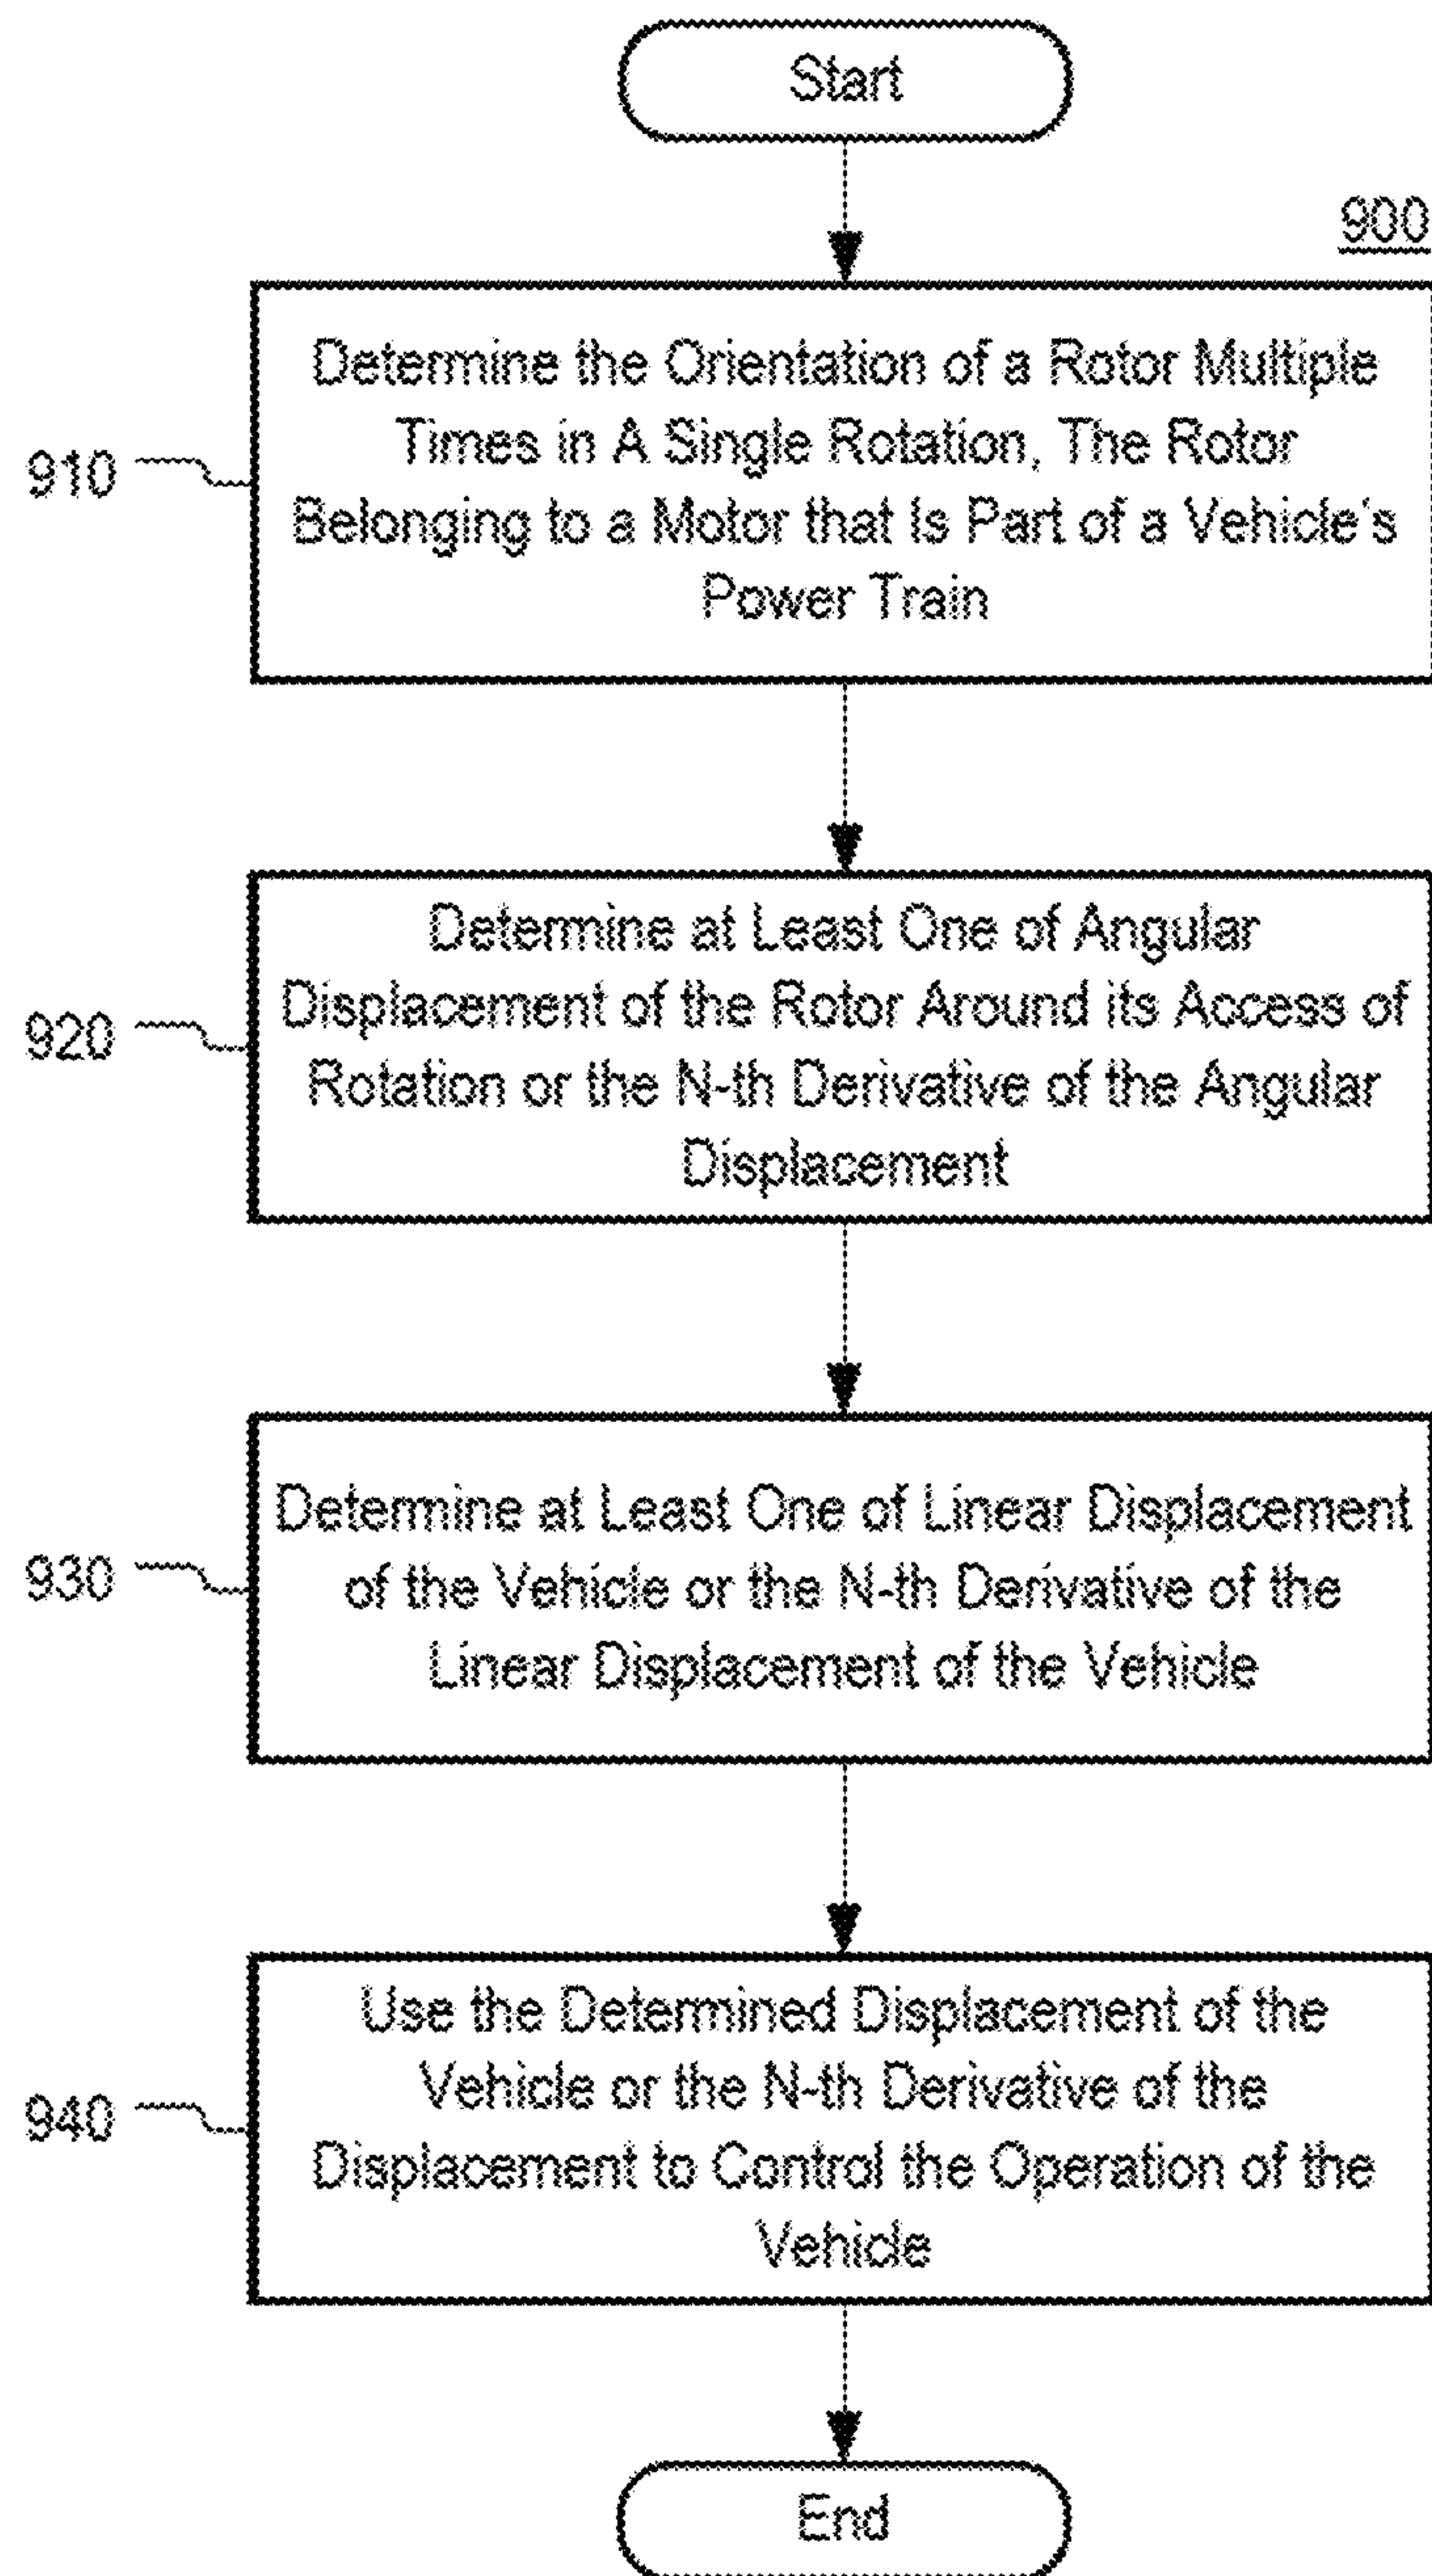 Start
900
Determine the Orientation of a Rotor Multiple
Times in A Single Rotation, The Rotor
Belonging to a Motor that Is Part of a Vehicle's
Power Train
910
Determine at Least One of Angular
Displacement of the Rotor Around its Access of
Rotation or the N-th Derivative of the Angular
Displacement
920
Determine at Least One of Linear Displacement
of the Vehicle or the N-th Derivative of the
Linear Displacement of the Vehicle
930
Use the Determined Displacement of the
Vehicle or the N-th Derivative of the
Displacement to Control the Operation of the
Vehicle
940
End